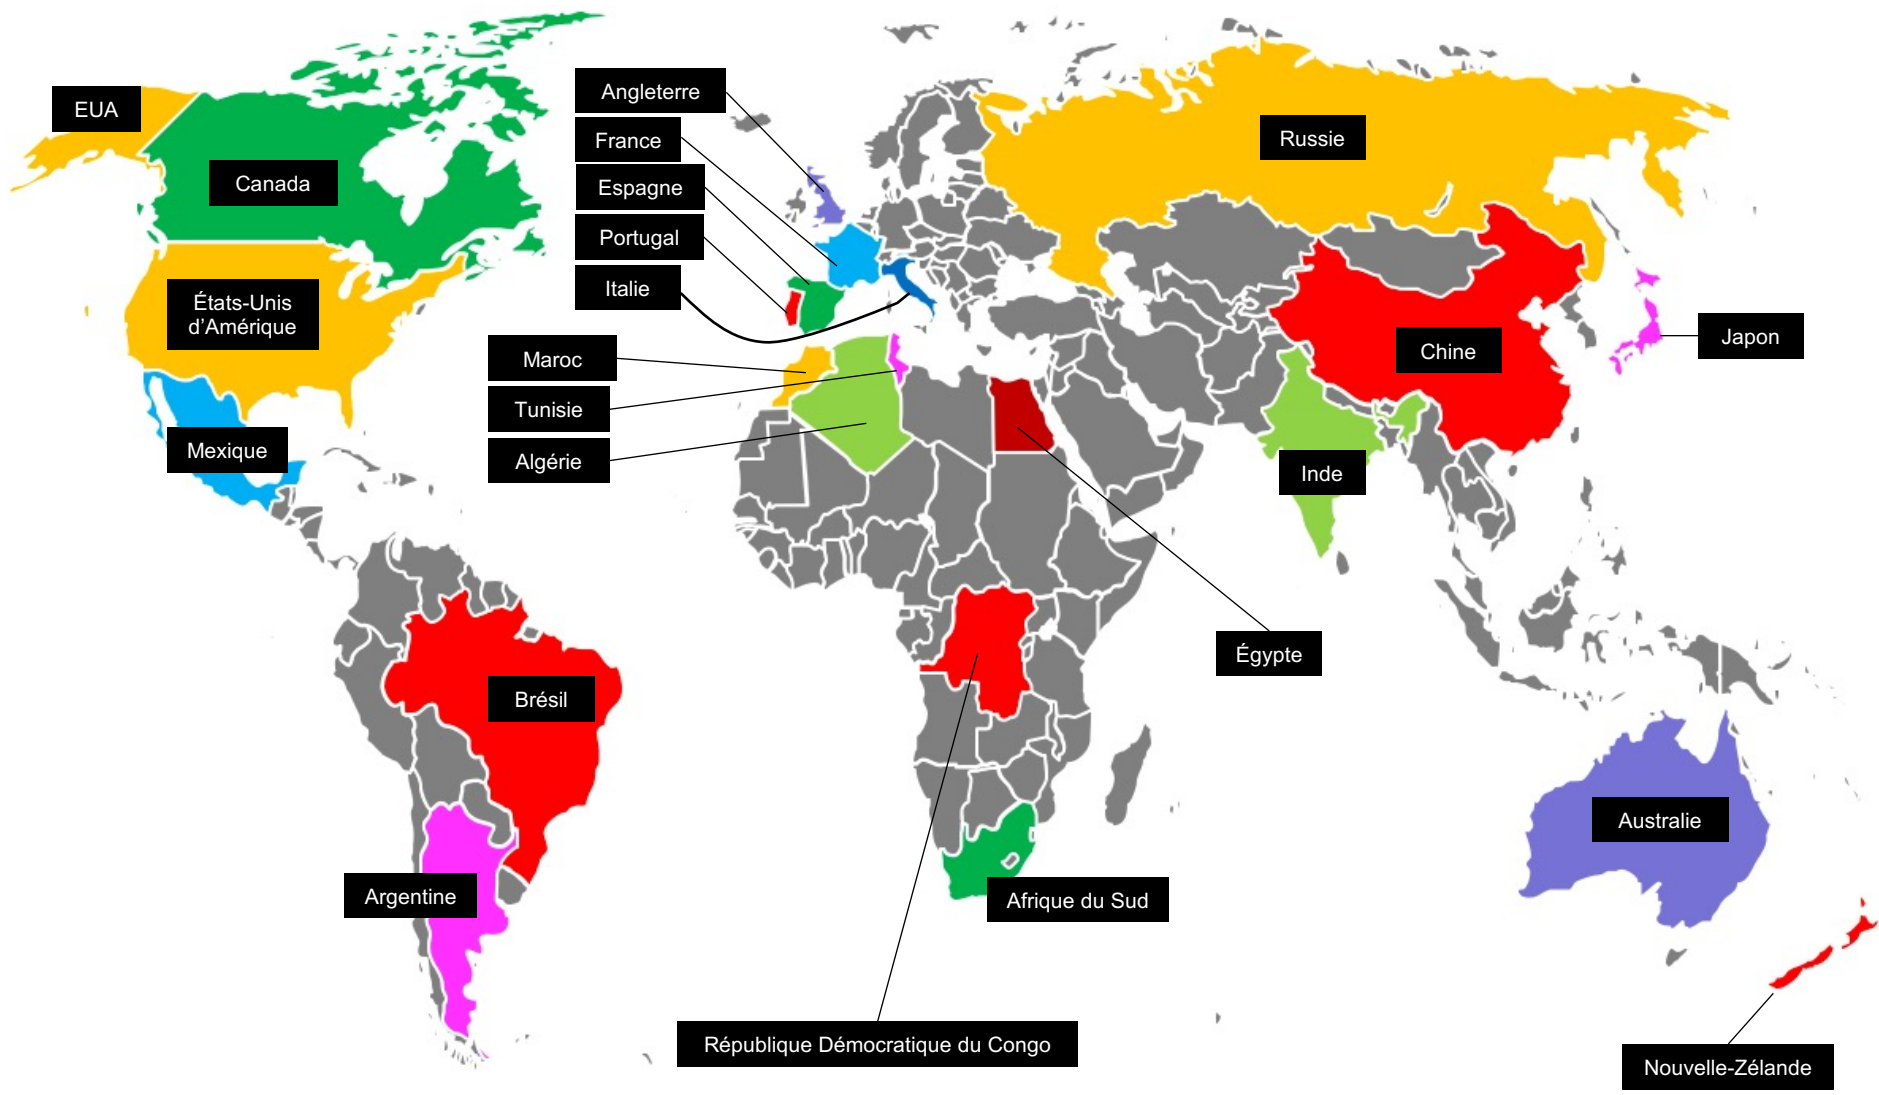 EUA
Canada
États-Unis
d’Amérique
Mexique
Angleterre
France
Espagne
Portugal
Italie
Maroc
Tunisie
Algérie
Russie
Chine
Japon
Inde
Égypte
Brésil
Argentine
Afrique du Sud
République Démocratique du Congo
Australie
Nouvelle-Zélande